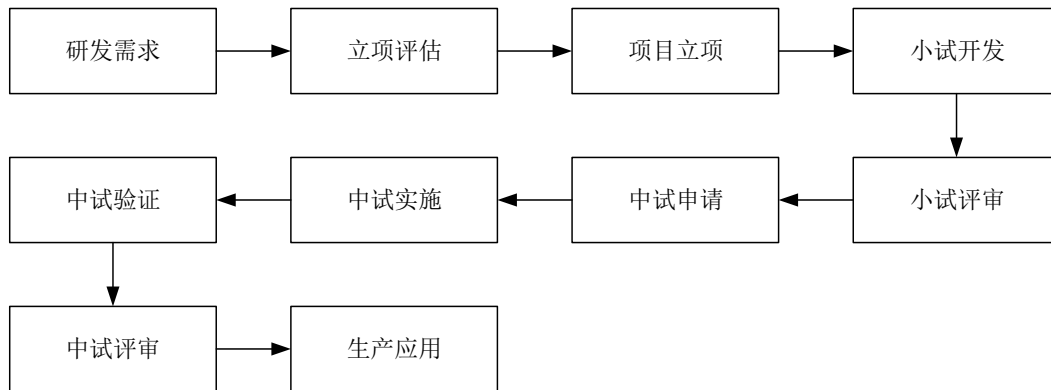 研发需求
立项评估
项目立项
小试开发
小试评审
中试申请
中试实施
中试验证
中试评审
生产应用